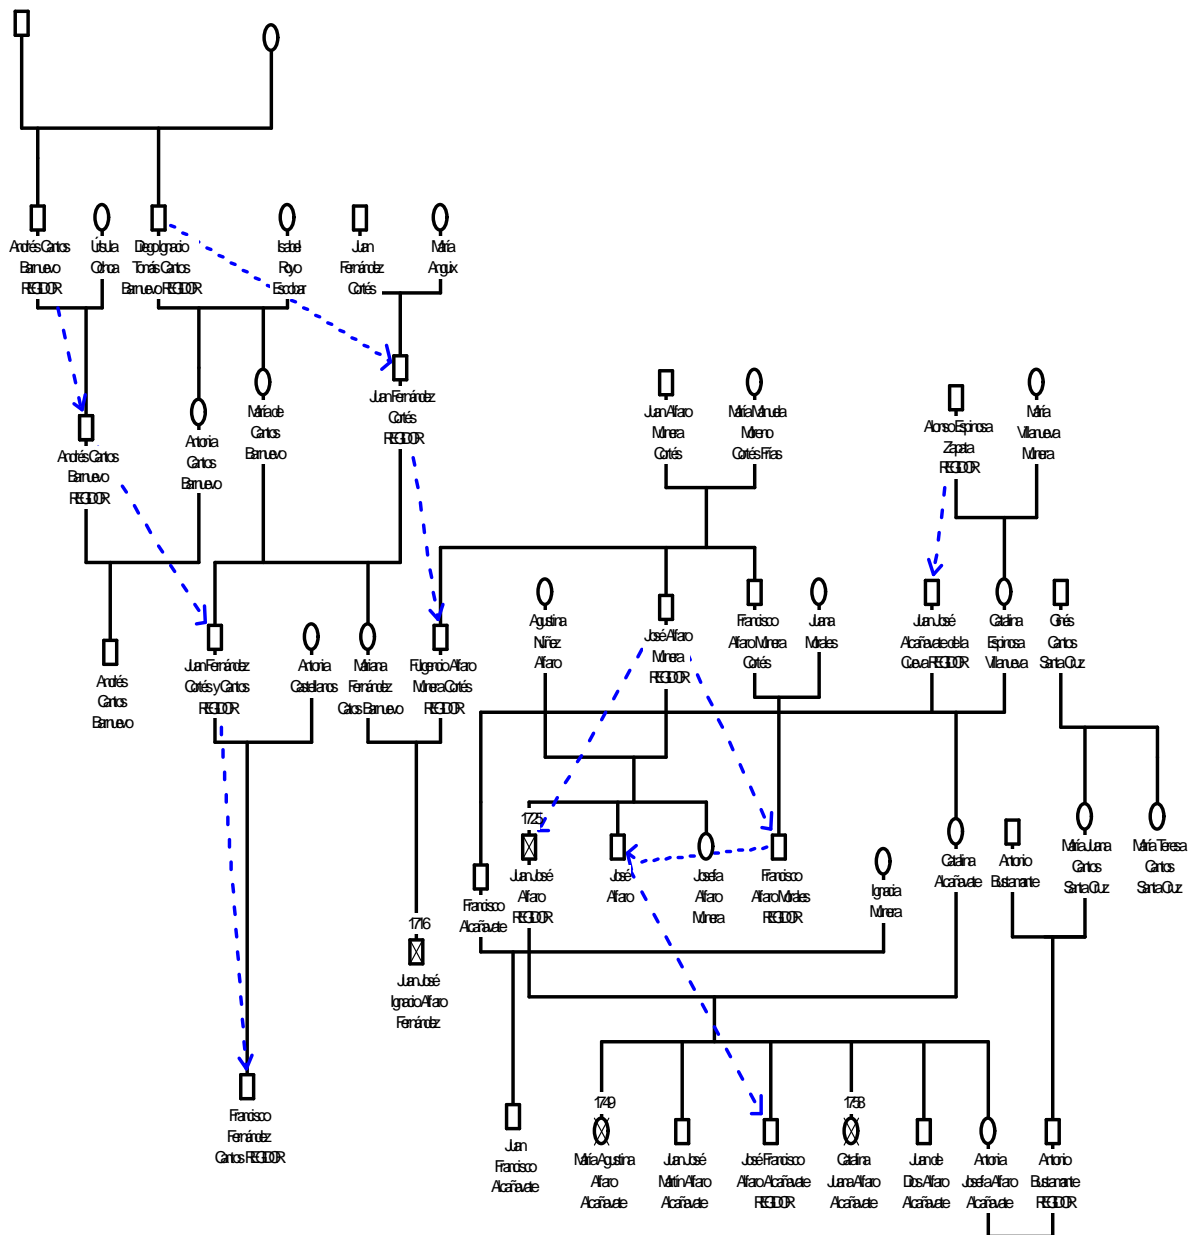 Andrés Cantos
Barnuevo
REGIDOR
Úrsula
Ochoa
Diego Ignacio
Tomás Cantos
Barnuevo REGIDOR
Isabel
Royo
Escobar
Juan
Fernández
Cortés
María
Anguix
Juan Fernández
Cortés
REGIDOR
María de
Cantos
Barnuevo
Antonia
Cantos
Barnuevo
Andrés Cantos
Barnuevo
REGIDOR
Juan Alfaro
Munera
Cortés
María Manuela
Moreno
Cortés Frías
Alonso Espinosa
Zapata
REGIDOR
María
Villanueva
Munera
Andrés
Cantos
Barnuevo
Juan Fernández
Cortés y Cantos
REGIDOR
Antonia
Castellanos
Mariana
Fernández
Catos Barnuevo
Fulgencio Alfaro
Munera Cortés
REGIDOR
Agustina
Núñez
Alfaro
José Alfaro
Munera
REGIDOR
Francisco
Alfaro Munera
Cortés
Juana
Morales
Juan José
Alcañavate de la
Cueva REGIDOR
Catalina
Espinosa
Villanueva
Ginés
Cantos
Santa Cruz
1725
Juan José
Alfaro
REGIDOR
José
Alfaro
Josefa
Alfaro
Munera
Francisco
Alfaro Morales
REGIDOR
Francisco
Alcañavate
Ignacia
Munera
Catalina
Alcañavate
Antonio
Bustamante
María Juana
Cantos
Santa Cruz
María Teresa
Cantos
Santa Cruz
1716
Juan José
Ignacio Alfaro
Fernández
Francisco
Fernández
Cantos REGIDOR
Juan
Francisco
Alcañavate
1749
María Agustina
Alfaro
Alcañavate
Juan José
Martín Alfaro
Alcañavate
José Francisco
Alfaro Alcañavate
REGIDOR
1758
Catalina
Juana Alfaro
Alcañavate
Juan de
Dios Alfaro
Alcañavate
Antonia
Josefa Alfaro
Alcañavate
Antonio
Bustamante
REGIDOR